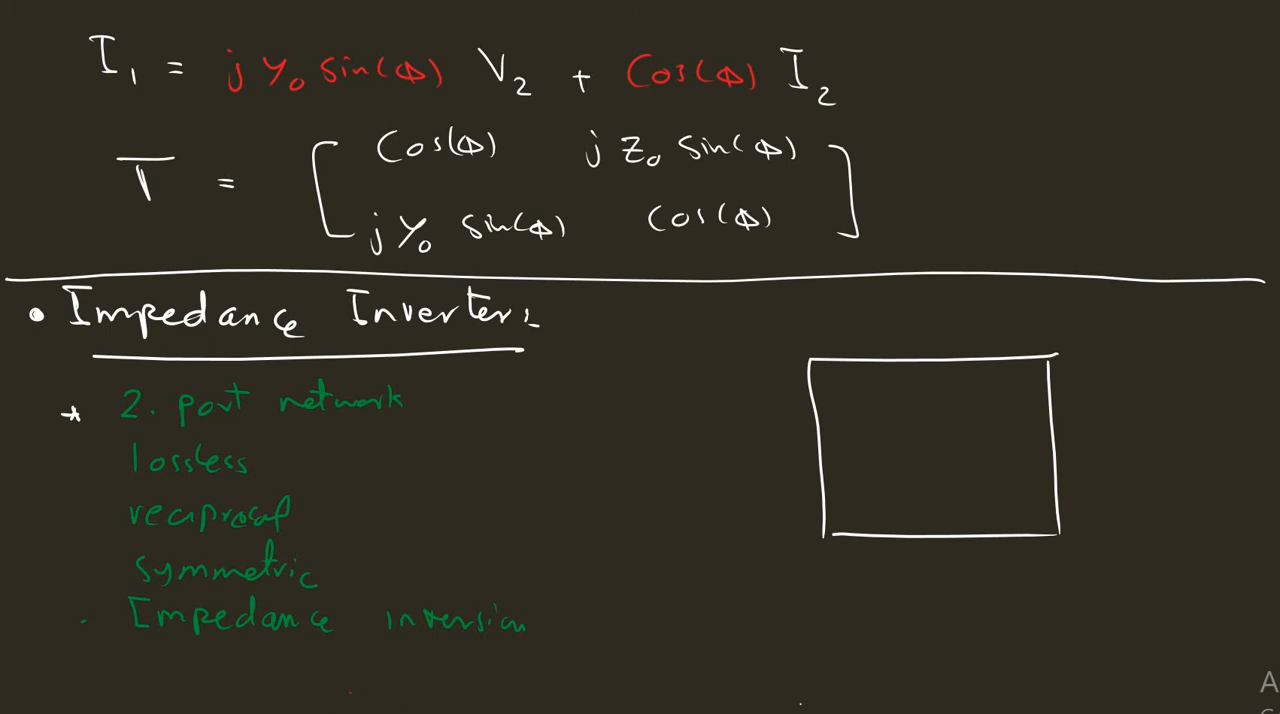 I₁ = j Y₀ sin(Φ) V₂ + Cos(Φ) I₂
T = [ Cos(Φ) j Z₀ sin(Φ)
j Y₀ sin(Φ) Cos(Φ) ]
• Impedance Inverter:
* 2. port network
lossless
reciprocal
symmetric
. Impedance inversion
A